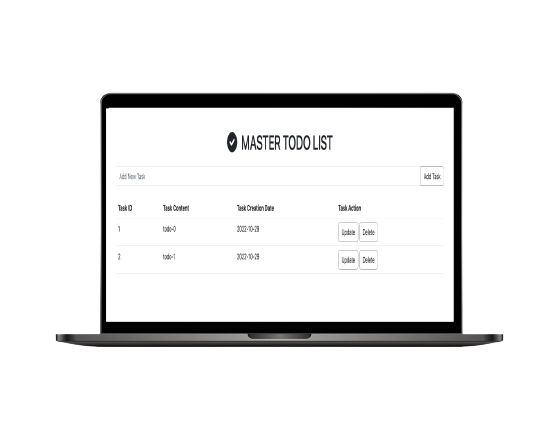 MASTER TODO LIST
Add New Task Add Task
Task ID Task Content Task Creation Date Task Action
1 todo-0 2022-10-29 Update Delete
2 todo-1 2022-10-29 Update Delete